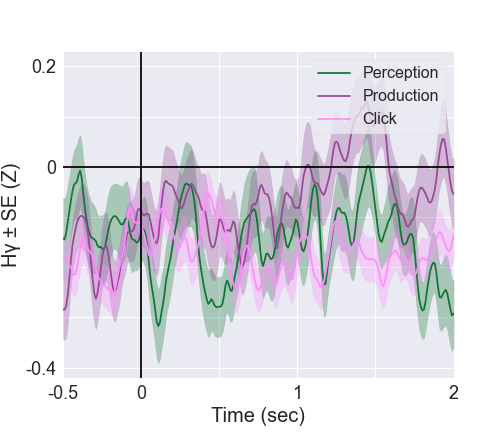 0.2
Perception
Production
Click
0
Hγ ± SE (Z)
-0.4
-0.5
0
1
2
Time (sec)